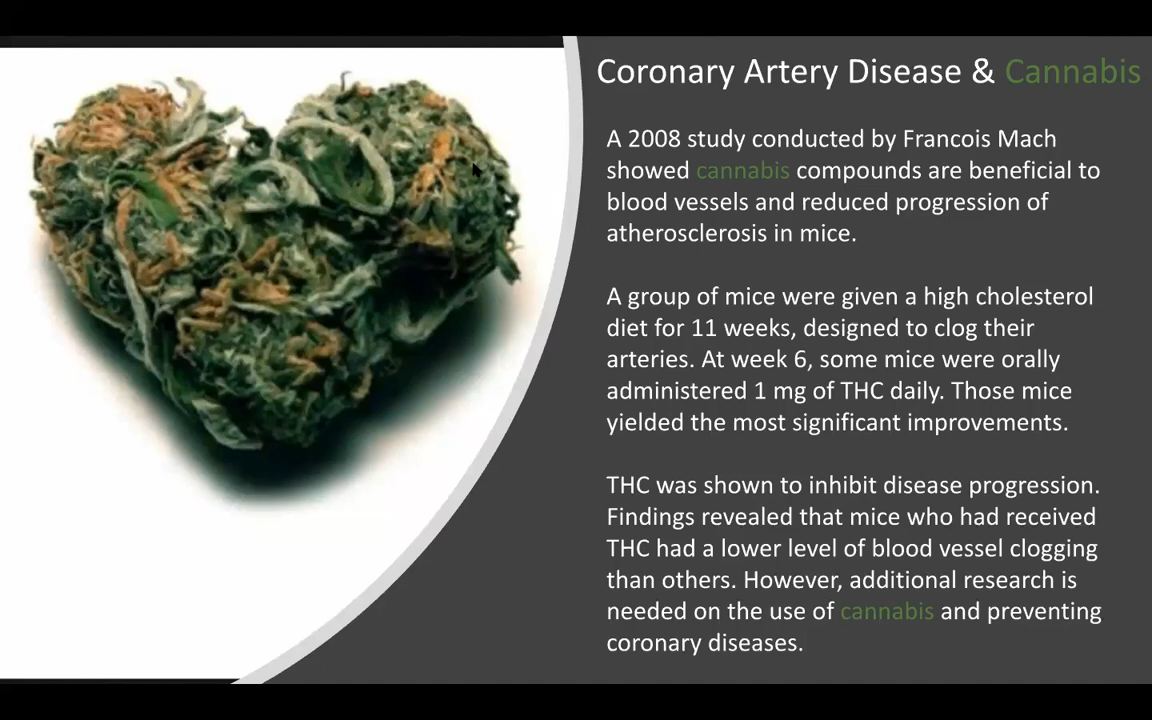 Coronary Artery Disease & Cannabis
A 2008 study conducted by Francois Mach
showed cannabis compounds are beneficial to
blood vessels and reduced progression of
atherosclerosis in mice.
A group of mice were given a high cholesterol
diet for 11 weeks, designed to clog their
arteries. At week 6, some mice were orally
administered 1 mg of THC daily. Those mice
yielded the most significant improvements.
THC was shown to inhibit disease progression.
Findings revealed that mice who had received
THC had a lower level of blood vessel clogging
than others. However, additional research is
needed on the use of cannabis and preventing
coronary diseases.